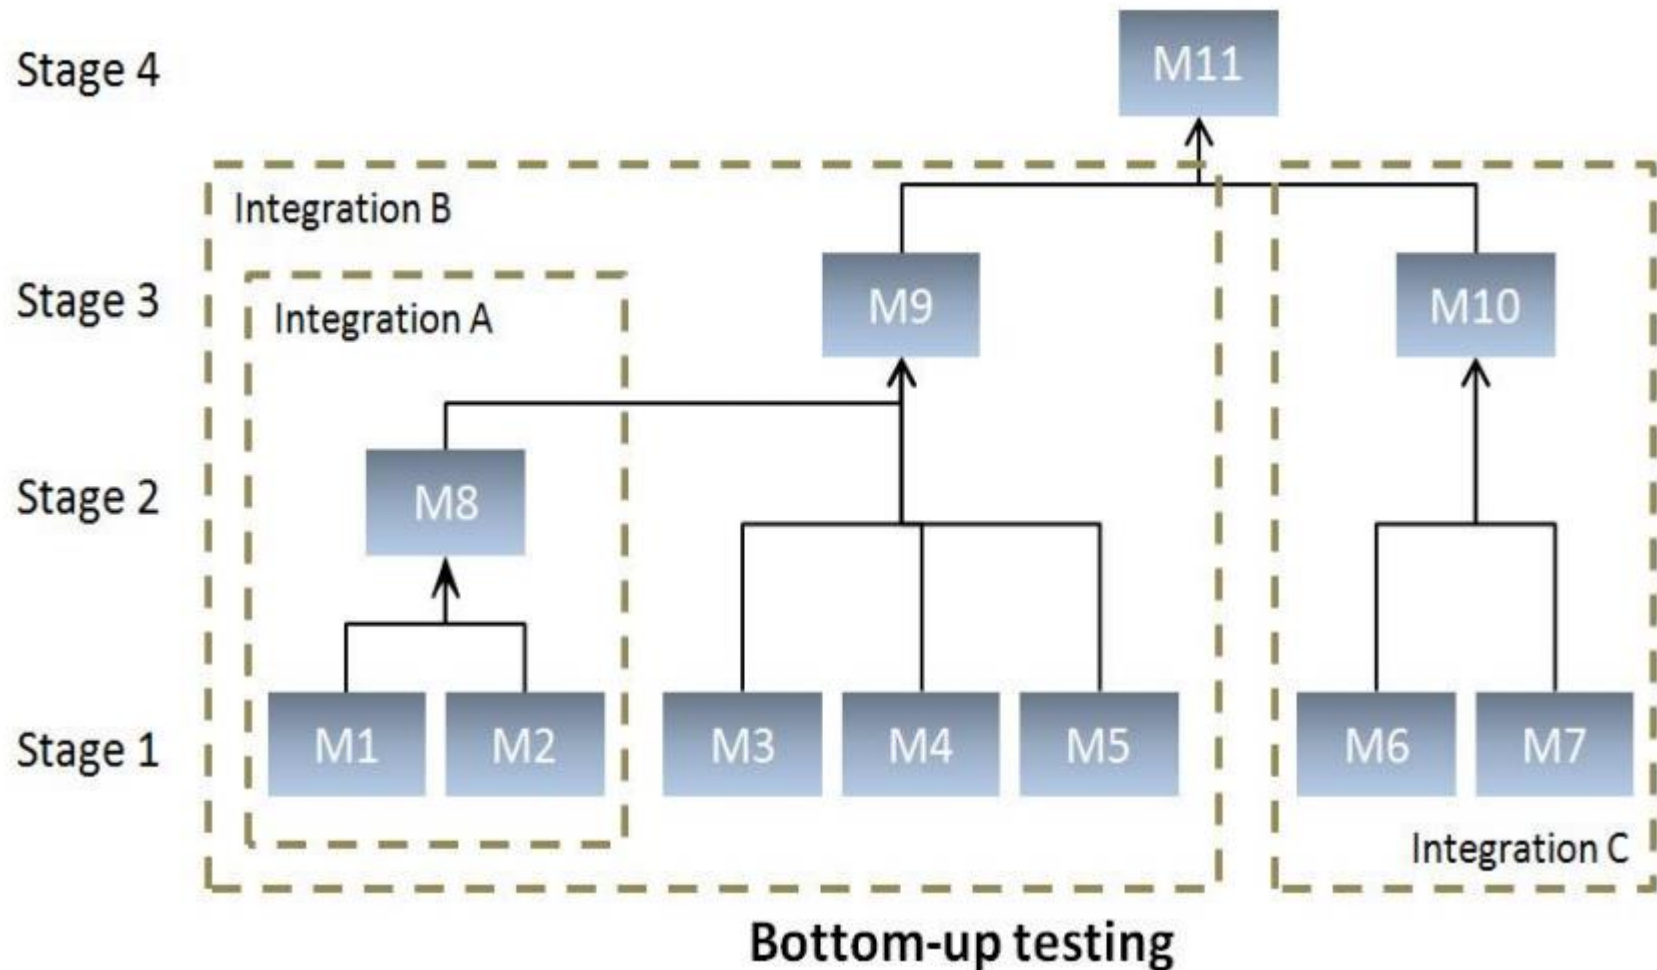 Stage 4
M11
Integration B
Stage 3
Integration A
M9
M10
Stage 2
M8
Stage 1
M1
M2
M3
M4
M5
M6
M7
Integration C
Bottom-up testing